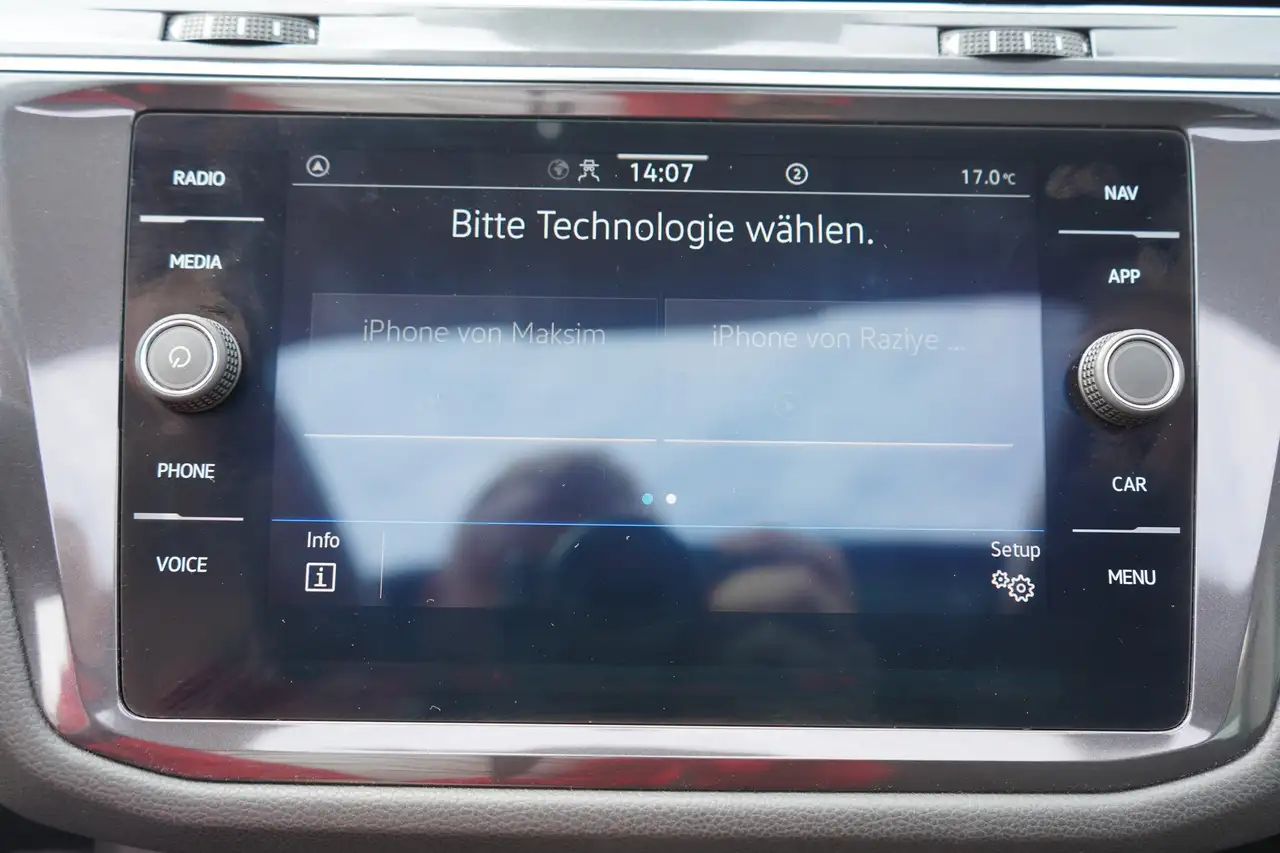 RADIO
MEDIA
PHONE
VOICE
14:07
2
17.0°C
Bitte Technologie wählen.
iPhone von Maksim
iPhone von Raziye ...
Info
i
Setup
NAV
APP
CAR
MENU